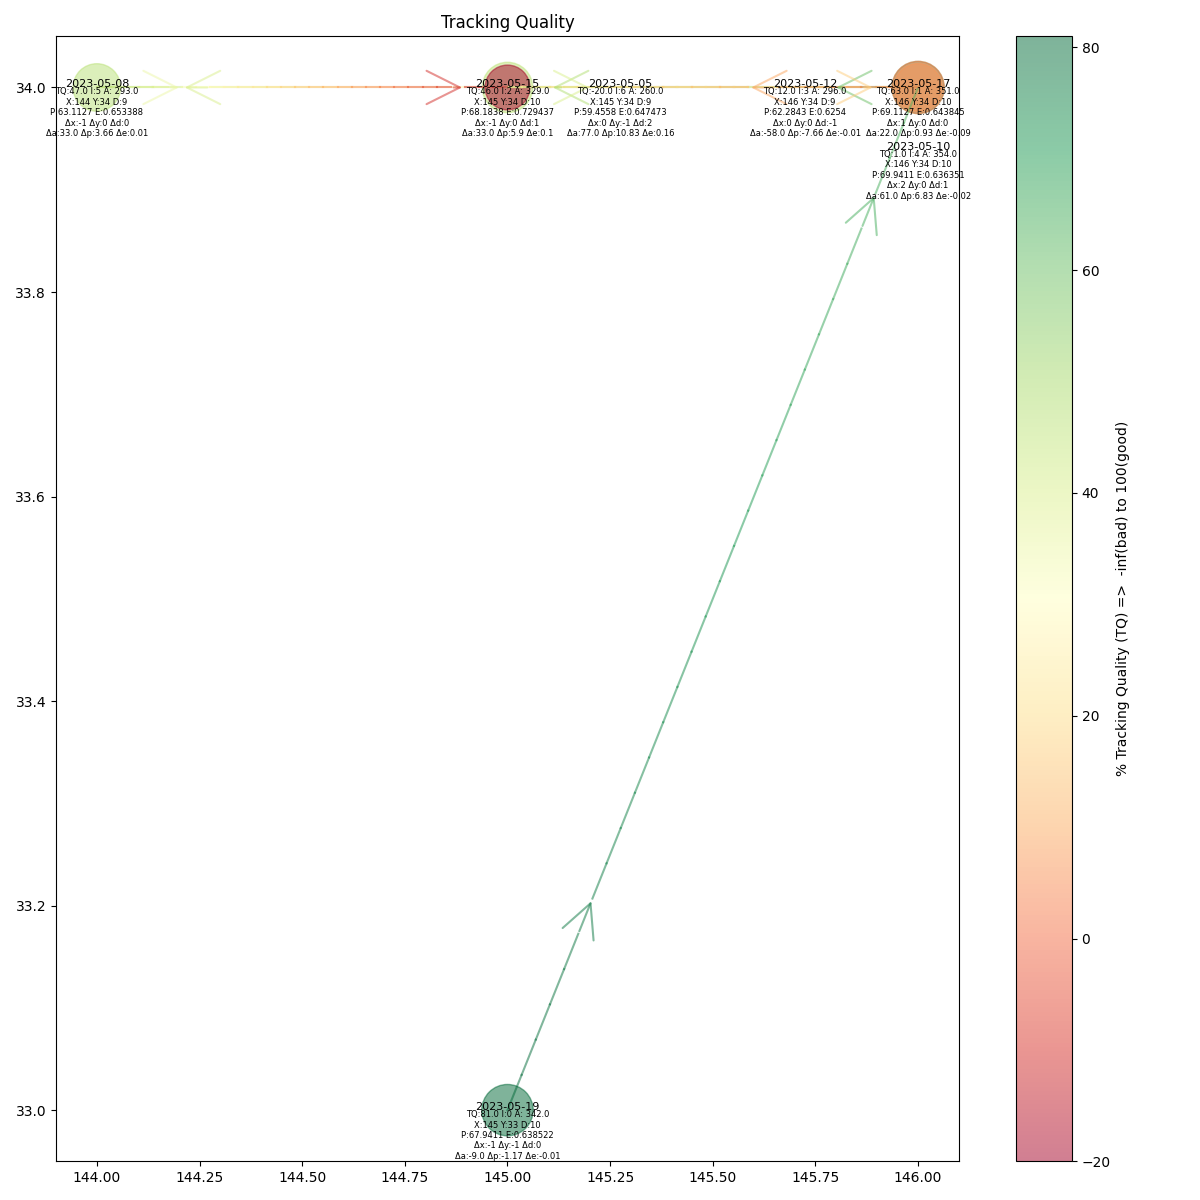 Tracking Quality
2023-05-08
TQ:47.0 I:5 A: 293.0
X:144 Y:34 D:9
P:63.1127 E:0.653388
Δx:-1 Δy:0 Δd:0
Δa:33.0 Δp:3.66 Δe:0.01
2023-05-15
TQ:46.0 I:2 A: 329.0
X:145 Y:34 D:10
P:68.1838 E:0.729437
Δx:-1 Δy:0 Δd:1
Δa:33.0 Δp:5.9 Δe:0.1
2023-05-05
TQ:-20.0 I:6 A: 260.0
X:145 Y:34 D:9
P:59.4558 E:0.647473
Δx:0 Δy:-1 Δd:2
Δa:77.0 Δp:10.83 Δe:0.16
2023-05-12
TQ:12.0 I:3 A: 296.0
X:146 Y:34 D:9
P:62.2843 E:0.6254
Δx:0 Δy:0 Δd:-1
Δa:-58.0 Δp:-7.66 Δe:-0.01
2023-05-17
TQ:63.0 I:1 A: 351.0
X:146 Y:34 D:10
P:69.1127 E:0.643845
Δx:1 Δy:0 Δd:0
Δa:22.0 Δp:0.93 Δe:-0.09
2023-05-10
TQ:1.0 I:4 A: 354.0
X:146 Y:34 D:10
P:69.9411 E:0.636351
Δx:2 Δy:0 Δd:1
Δa:61.0 Δp:6.83 Δe:-0.02
2023-05-19
TQ:81.0 I:0 A: 342.0
X:145 Y:33 D:10
P:67.9411 E:0.638522
Δx:-1 Δy:-1 Δd:0
Δa:-9.0 Δp:-1.17 Δe:-0.01
34.0
33.8
33.6
33.4
33.2
33.0
144.00
144.25
144.50
144.75
145.00
145.25
145.50
145.75
146.00
80
60
40
20
0
−20
% Tracking Quality (TQ) => -inf(bad) to 100(good)